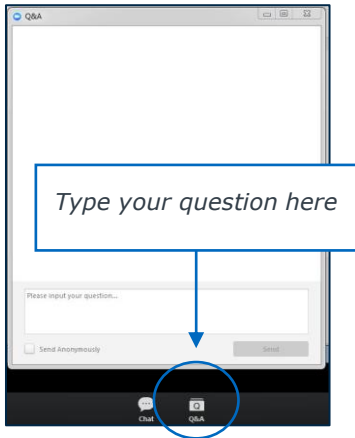 Q&A
Type your question here
Please input your question...
Send Anonymously
Send
Chat
Q&A